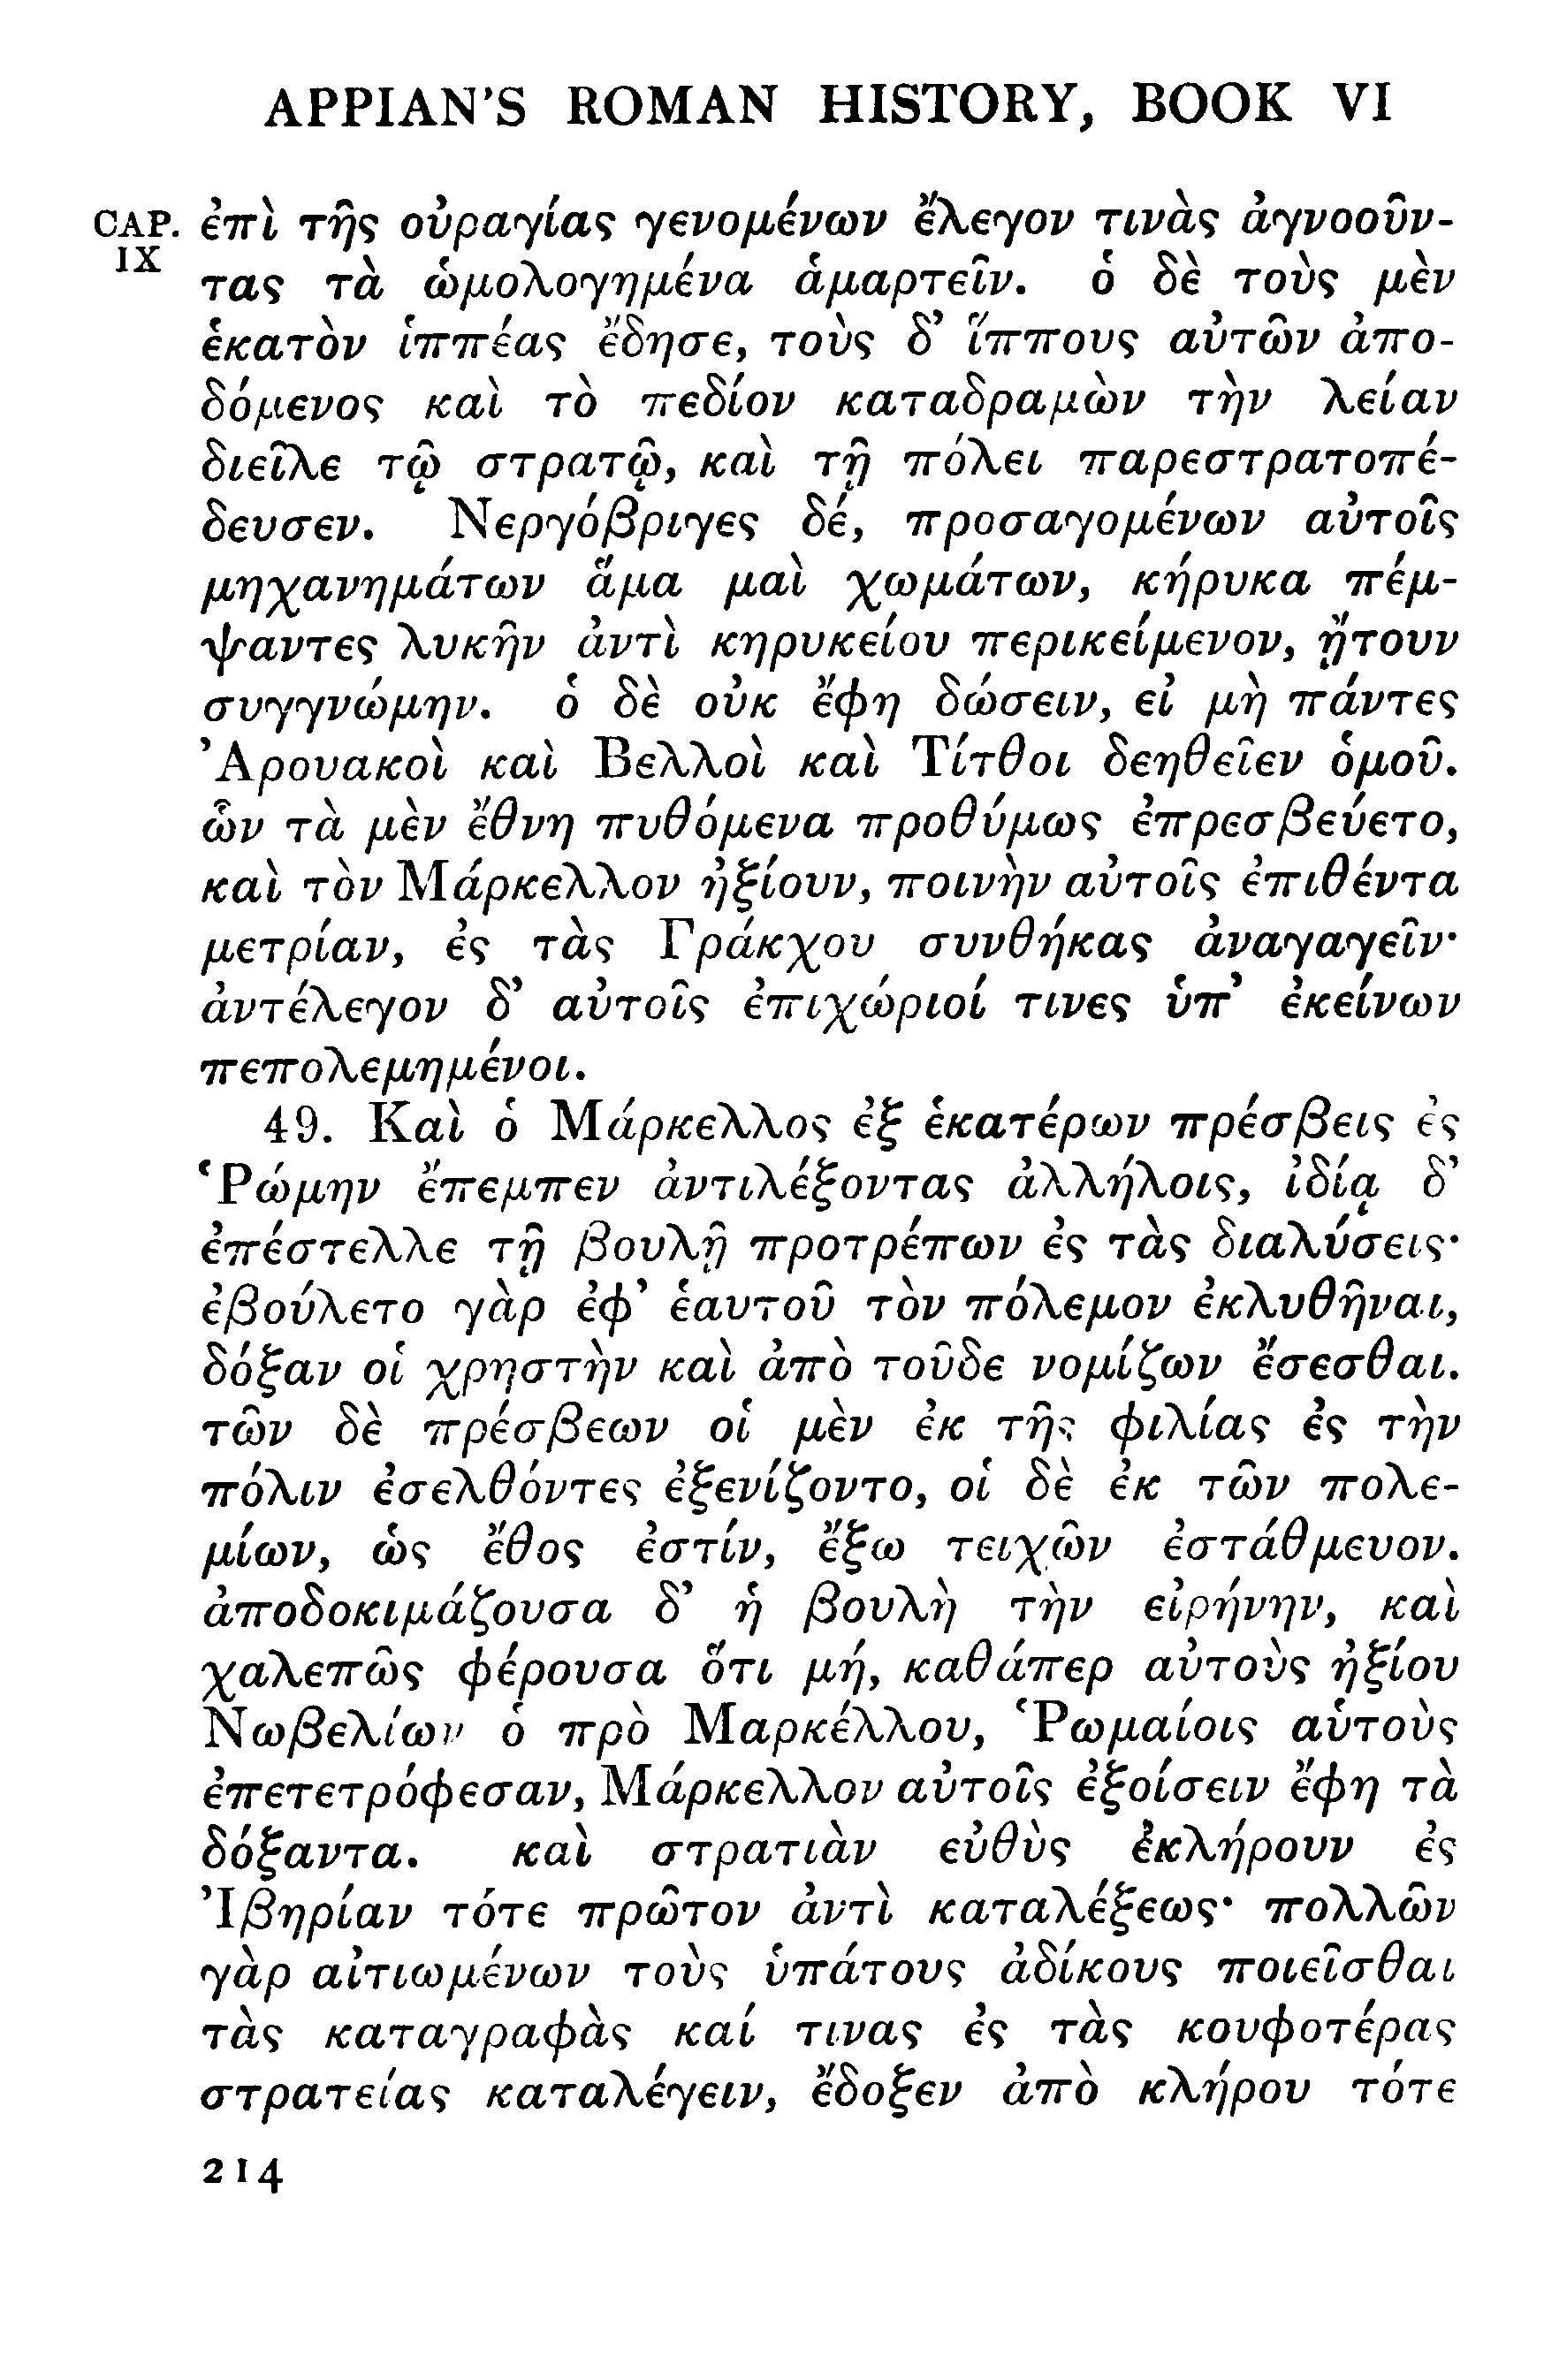 APPIAN'S ROMAN HISTORY, BOOK VI
CAP. IX
ἐπὶ τῆς οὐραγίας γενομένων ἔλεγον τινὰς ἀγνοοῦν-
τας τὰ ὡμολογημένα ἁμαρτεῖν. ὁ δὲ τοὺς μὲν
ἑκατὸν ἱππέας ἔδησε, τοὺς δ' ἵππους αὐτῶν ἀπο-
δόμενος καὶ τὸ πεδίον καταδραμὼν τὴν λείαν
διεῖλε τῷ στρατῷ, καὶ τῇ πόλει παρεστρατοπέ-
δευσεν. Νεργόβριγες δέ, προσαγομένων αὐτοῖς
μηχανημάτων ἅμα μαὶ χωμάτων, κήρυκα πέμ-
ψαντες λυκῆν ἀντὶ κηρυκείου περικείμενον, ᾔτουν
συγγνώμην. ὁ δὲ οὐκ ἔφη δώσειν, εἰ μὴ πάντες
Ἀρουακοὶ καὶ Βελλοὶ καὶ Τίτθοι δεηθεῖεν ὁμοῦ.
ὧν τὰ μὲν ἔθνη πυθόμενα προθύμως ἐπρεσβεύετο,
καὶ τὸν Μάρκελλον ἠξίουν, ποινὴν αὐτοῖς ἐπιθέντα
μετρίαν, ἐς τὰς Γράκχου συνθήκας ἀναγαγεῖν·
ἀντέλεγον δ' αὐτοῖς ἐπιχώριοί τινες ὑπ' ἐκείνων
πεπολεμημένοι.
49. Καὶ ὁ Μάρκελλος ἐξ ἑκατέρων πρέσβεις ἐς
Ῥώμην ἔπεμπεν ἀντιλέξοντας ἀλλήλοις, ἰδίᾳ δ'
ἐπέστελλε τῇ βουλῇ προτρέπων ἐς τὰς διαλύσεις·
ἐβούλετο γὰρ ἐφ' ἑαυτοῦ τὸν πόλεμον ἐκλυθῆναι,
δόξαν οἱ χρηστὴν καὶ ἀπὸ τοῦδε νομίζων ἔσεσθαι.
τῶν δὲ πρέσβεων οἱ μὲν ἐκ τῆς φιλίας ἐς τὴν
πόλιν ἐσελθόντες ἐξενίζοντο, οἱ δὲ ἐκ τῶν πολε-
μίων, ὡς ἔθος ἐστίν, ἔξω τειχῶν ἐστάθμευον.
ἀποδοκιμάζουσα δ' ἡ βουλὴ τὴν εἰρήνην, καὶ
χαλεπῶς φέρουσα ὅτι μή, καθάπερ αὐτοὺς ἠξίου
Νωβελίων ὁ πρὸ Μαρκέλλου, Ῥωμαίοις αὑτοὺς
ἐπετετρόφεσαν, Μάρκελλον αὐτοῖς ἐξοίσειν ἔφη τὰ
δόξαντα. καὶ στρατιὰν εὐθὺς ἐκλήρουν ἐς
Ἰβηρίαν τότε πρῶτον ἀντὶ καταλέξεως· πολλῶν
γὰρ αἰτιωμένων τοὺς ὑπάτους ἀδίκους ποιεῖσθαι
τὰς καταγραφὰς καί τινας ἐς τὰς κουφοτέρας
στρατείας καταλέγειν, ἔδοξεν ἀπὸ κλήρου τότε
214